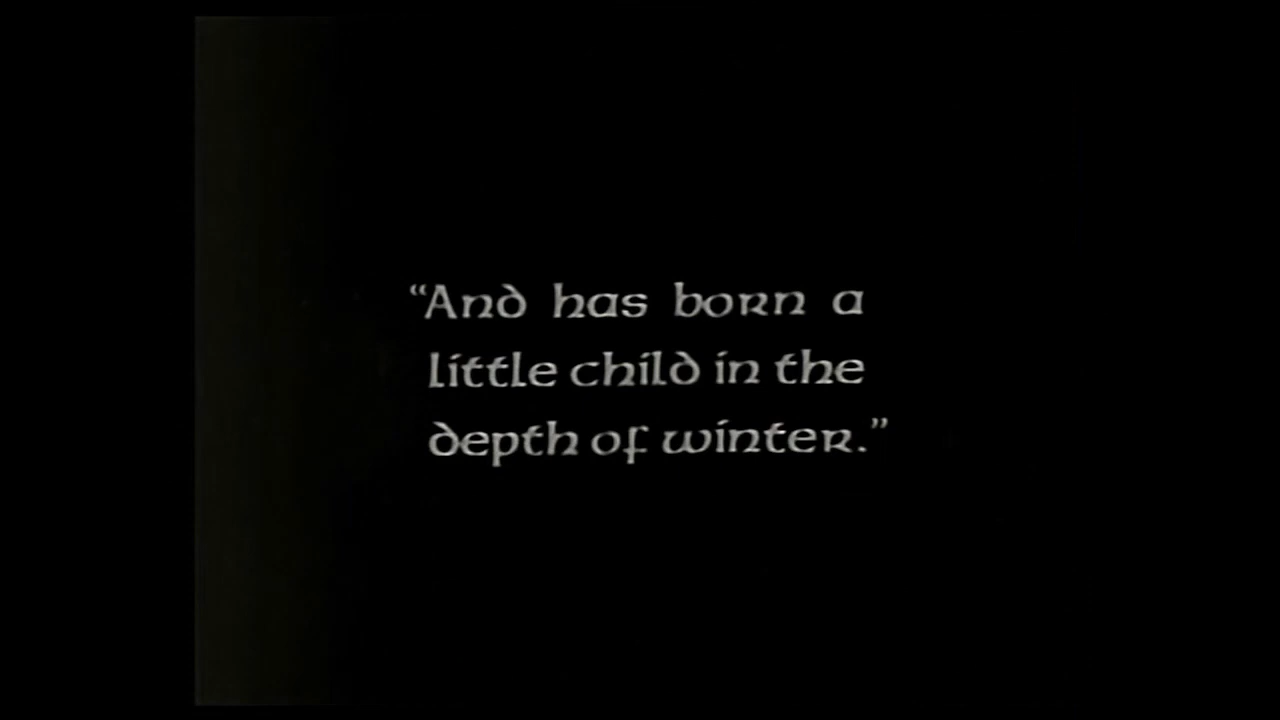 “And has born a
little child in the
depth of winter.”